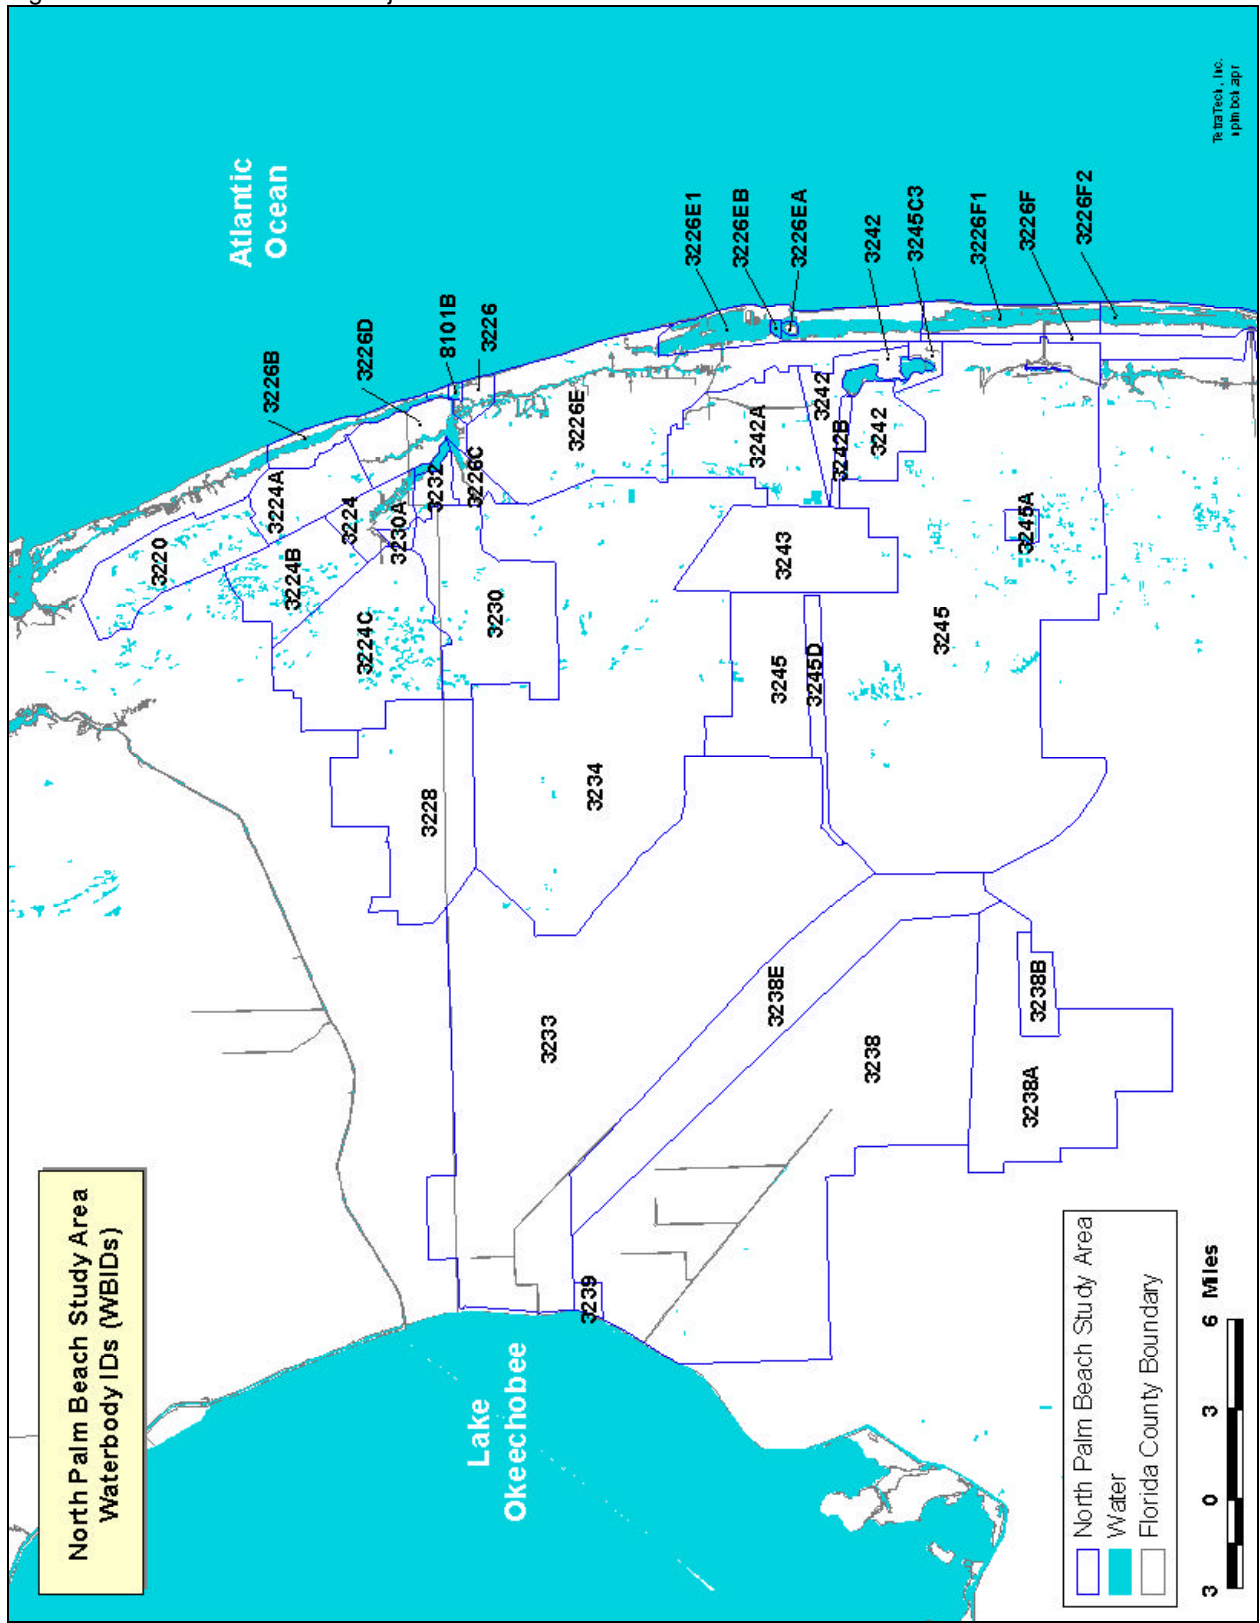 North Palm Beach Study Area
Waterbody IDs (WBIDs)
Atlantic
Ocean
Lake
Okeechobee
3220
3224A
3226B
3224B
3224
3226D
3224C
3230A
3232
8101B
3226
3226C
3228
3230
3226E
3234
3233
3239
3226E1
3226EB
3226EA
3242A
3242
3242B
3242
3242
3245C3
3243
3245
3245D
3245
3245A
3226F1
3226F
3226F2
3238E
3238
3238A
3238B
North Palm Beach Study Area
Water
Florida County Boundary
3 0 3 6 Miles
TetraTech, Inc.